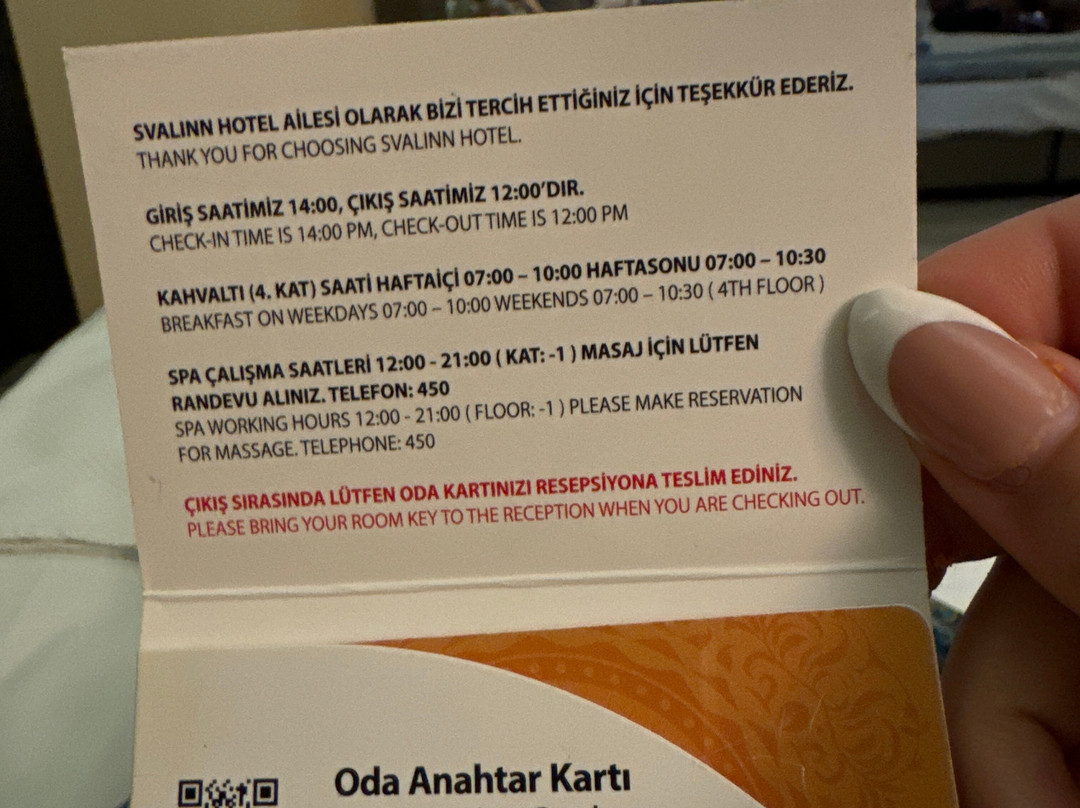 SVALINN HOTEL AİLESİ OLARAK BİZİ TERCİH ETTİĞİNİZ İÇİN TEŞEKKÜR EDERİZ.
THANK YOU FOR CHOOSING SVALINN HOTEL.
GİRİŞ SAATİMİZ 14:00, ÇIKIŞ SAATİMİZ 12:00'DIR.
CHECK-IN TIME IS 14:00 PM, CHECK-OUT TIME IS 12:00 PM
KAHVALTI (4. KAT) SAATİ HAFTAİÇİ 07:00 – 10:00 HAFTASONU 07:00 – 10:30
BREAKFAST ON WEEKDAYS 07:00 – 10:00 WEEKENDS 07:00 – 10:30 ( 4TH FLOOR )
SPA ÇALIŞMA SAATLERİ 12:00 - 21:00 ( KAT: -1 ) MASAJ İÇİN LÜTFEN
RANDEVU ALINIZ. TELEFON: 450
SPA WORKING HOURS 12:00 - 21:00 ( FLOOR: -1 ) PLEASE MAKE RESERVATION
FOR MASSAGE. TELEPHONE: 450
ÇIKIŞ SIRASINDA LÜTFEN ODA KARTINIZI RESEPSİYONA TESLİM EDİNİZ.
PLEASE BRING YOUR ROOM KEY TO THE RECEPTION WHEN YOU ARE CHECKING OUT.
Oda Anahtar Kartı